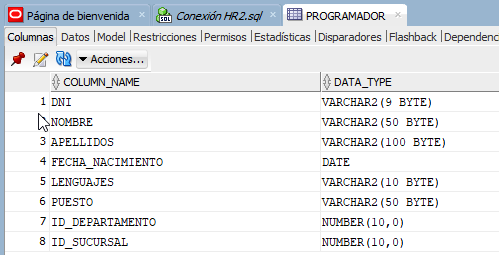 Página de bienvenida Conexión HR2.sql PROGRAMADOR
Columnas Datos Model Restricciones Permisos Estadísticas Disparadores Flashback Dependenc
Acciones...
COLUMN_NAME DATA_TYPE
1 DNI VARCHAR2(9 BYTE)
NOMBRE VARCHAR2(50 BYTE)
3 APELLIDOS VARCHAR2(100 BYTE)
4 FECHA_NACIMIENTO DATE
5 LENGUAJES VARCHAR2(10 BYTE)
6 PUESTO VARCHAR2(50 BYTE)
7 ID_DEPARTAMENTO NUMBER(10,0)
8 ID_SUCURSAL NUMBER(10,0)